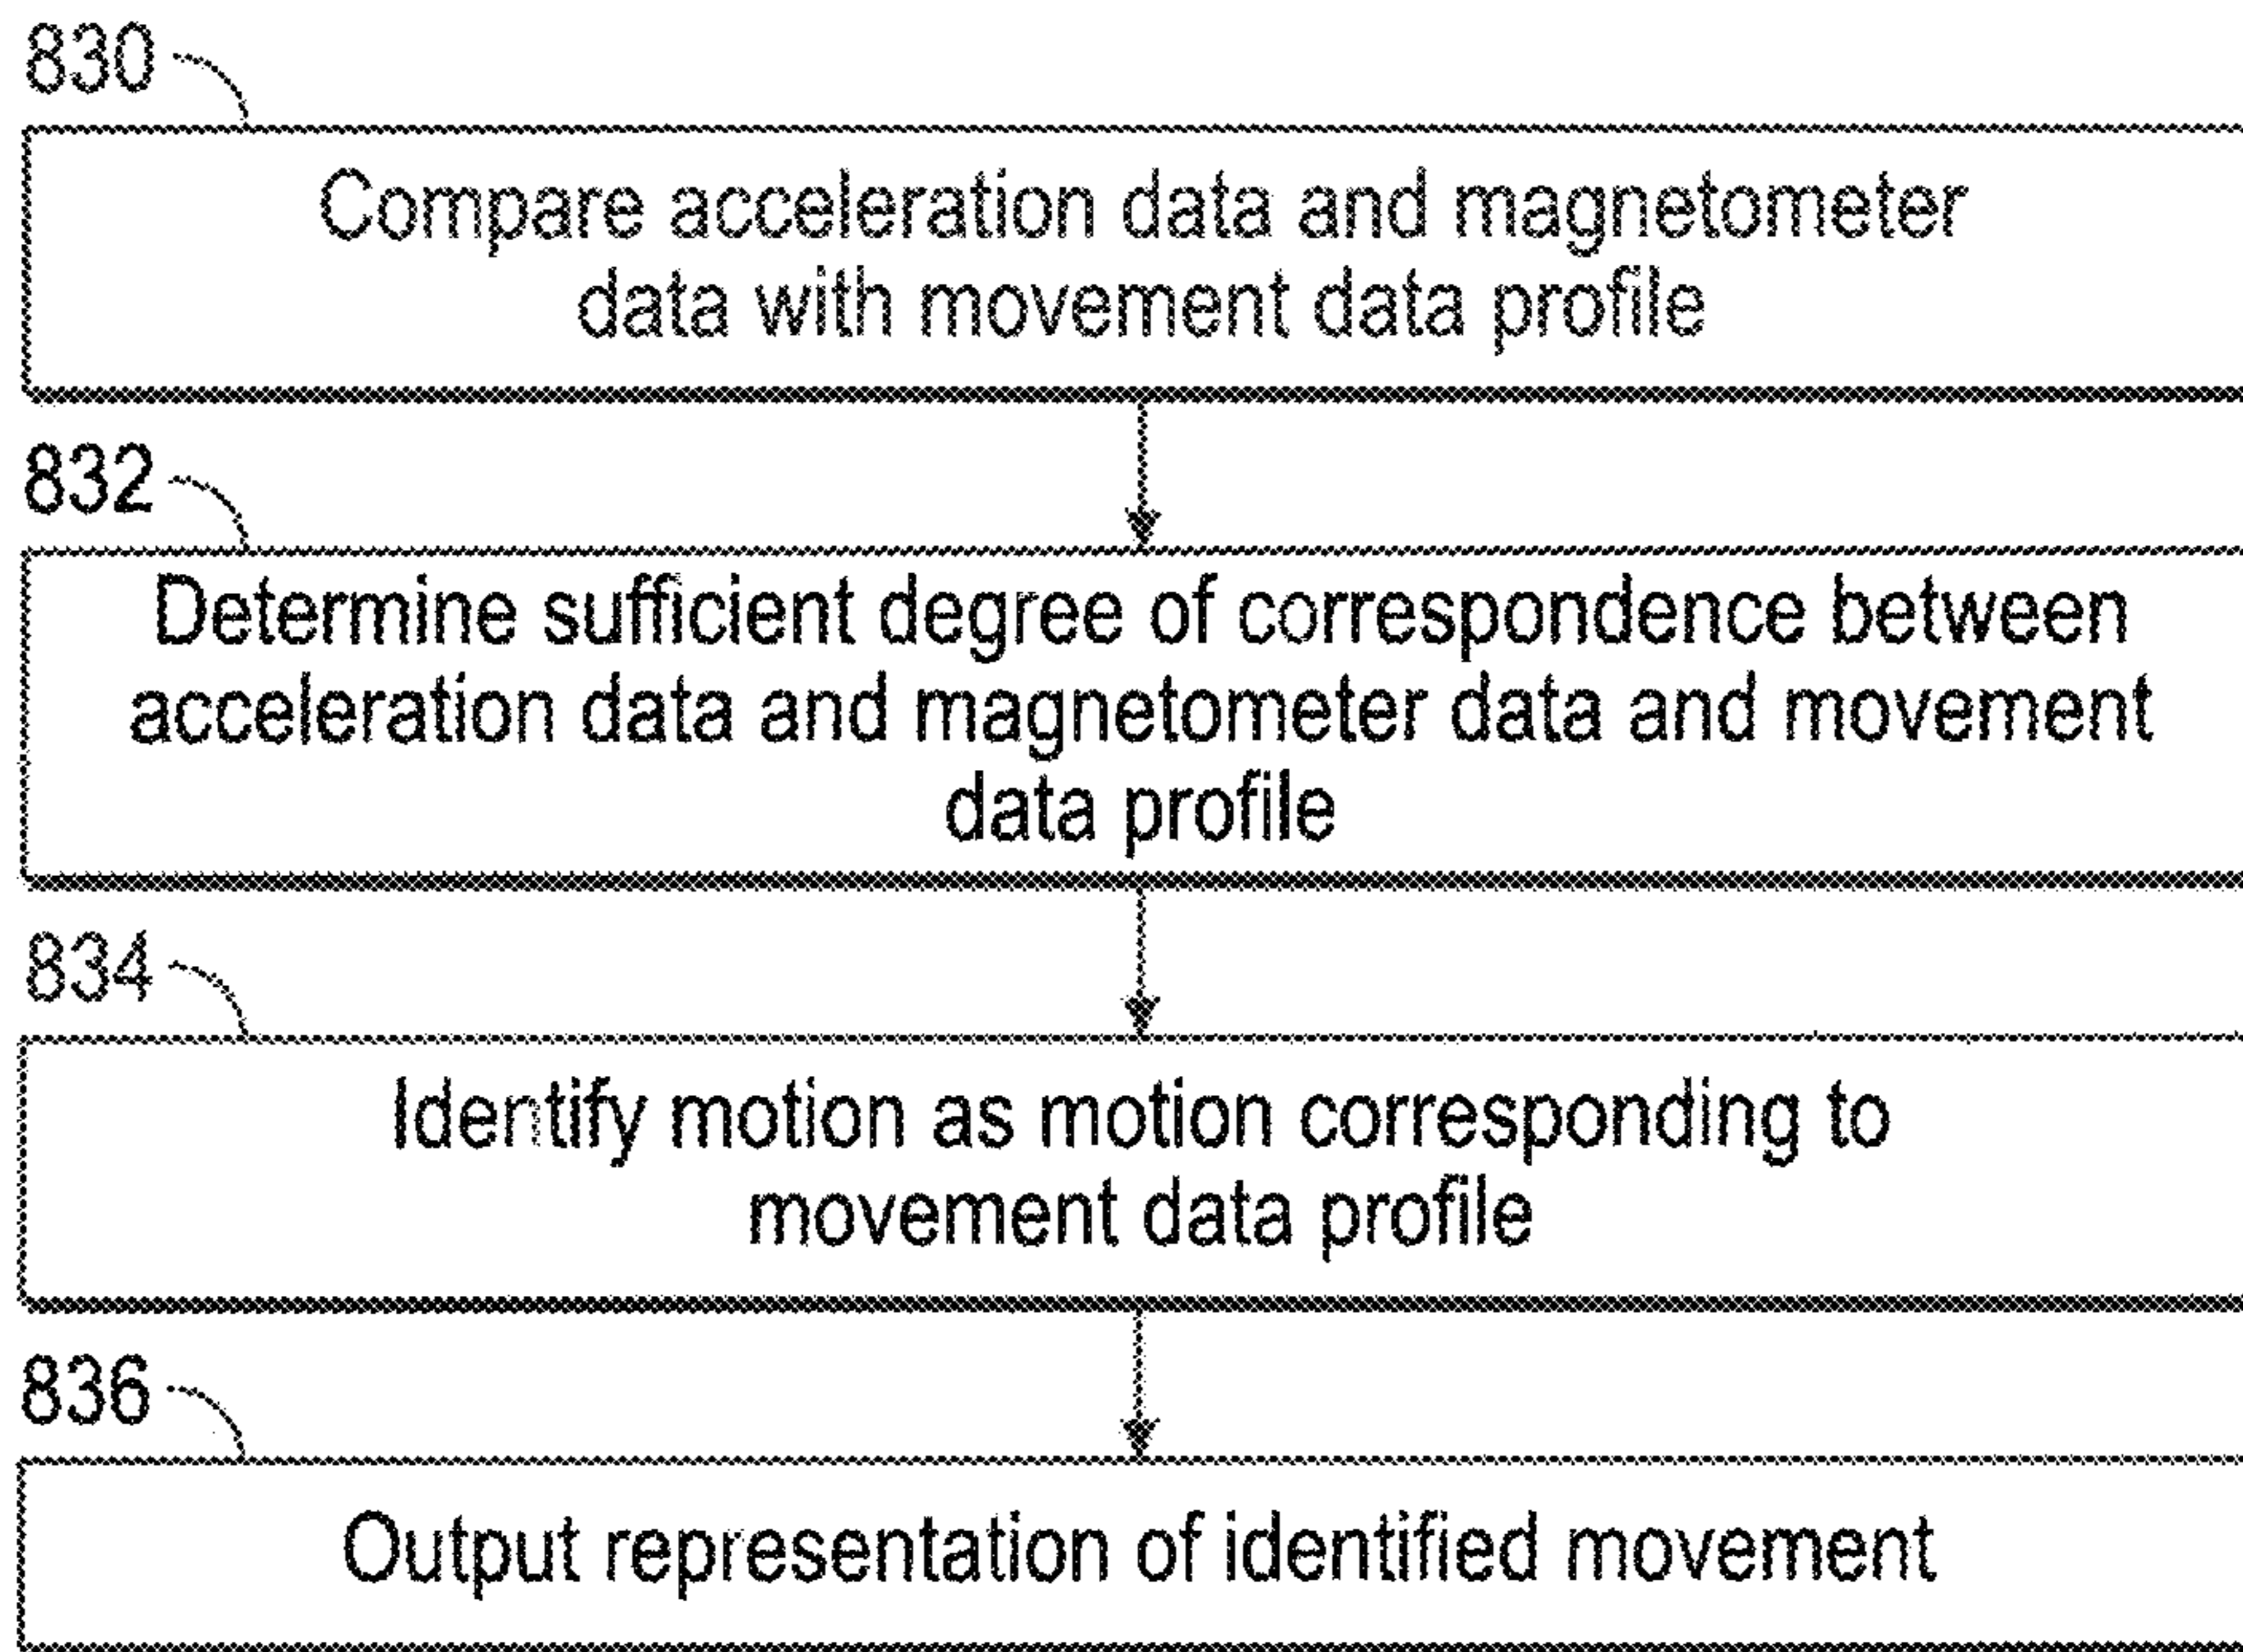 830
Compare acceleration data and magnetometer
data with movement data profile
832
Determine sufficient degree of correspondence between
acceleration data and magnetometer data and movement
data profile
834
Identify motion as motion corresponding to
movement data profile
836
Output representation of identified movement